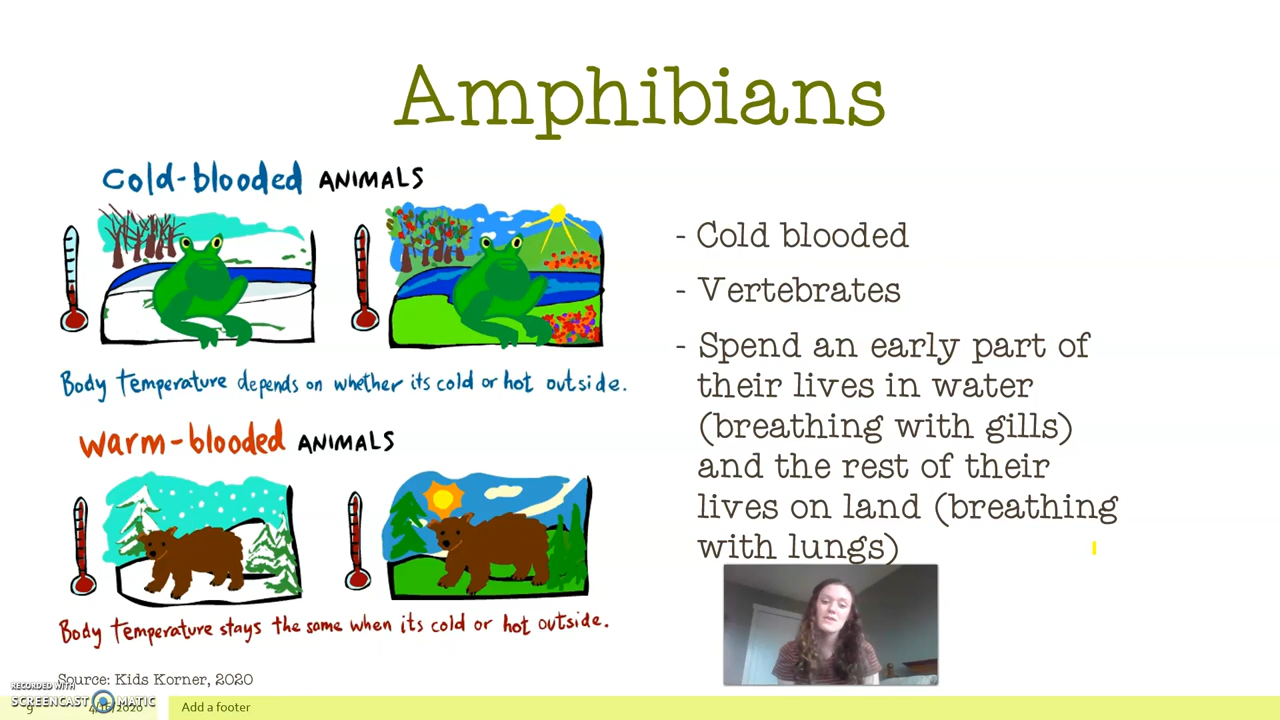 Amphibians
Cold-blooded ANIMALS
Body temperature depends on whether its cold or hot outside.
warm-blooded ANIMALS
Body temperature stays the same when its cold or hot outside.
- Cold blooded
- Vertebrates
- Spend an early part of
their lives in water
(breathing with gills)
and the rest of their
lives on land (breathing
with lungs)
Source: Kids Korner, 2020
RECORDED WITH
SCREENCAST MATIC
Add a footer